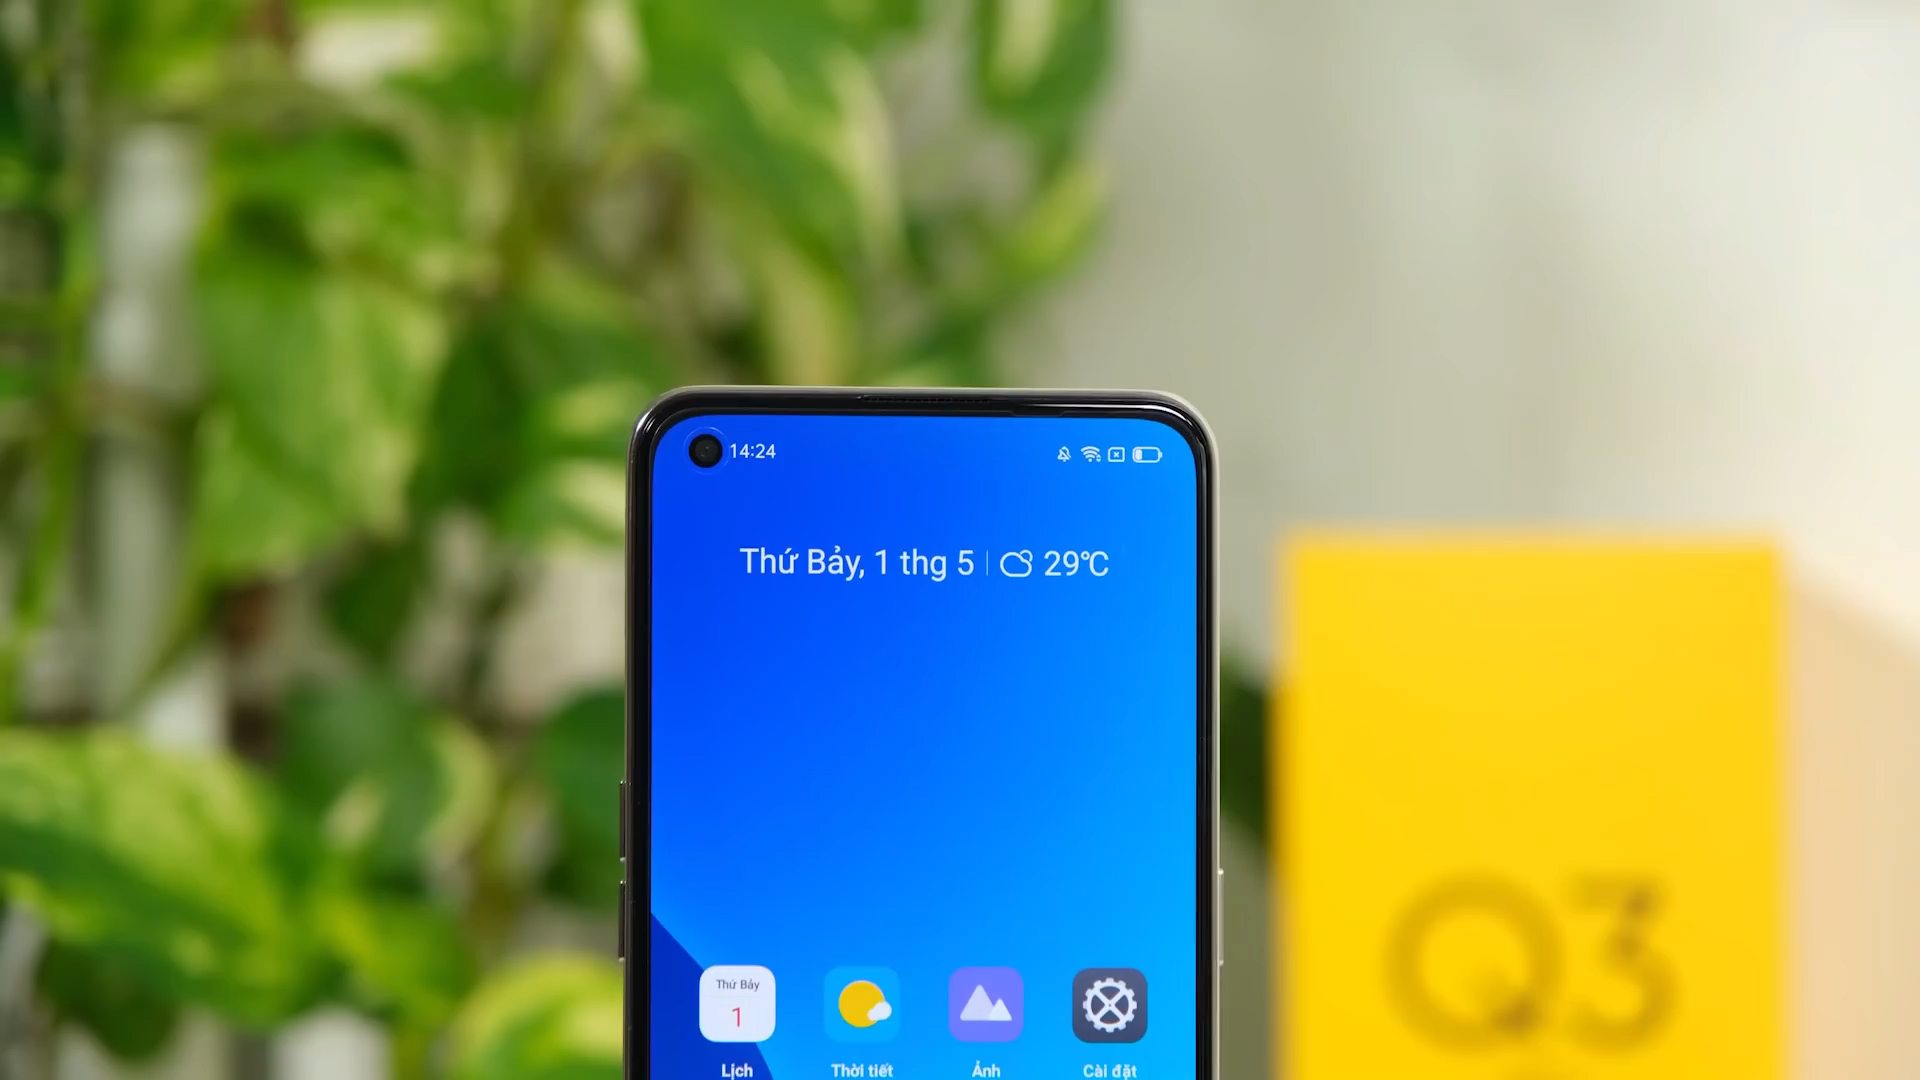 14:24
Thứ Bảy, 1 thg 5 29°C
Thứ Bảy
1
Lịch Thời tiết Ảnh Cài đặt
Q3